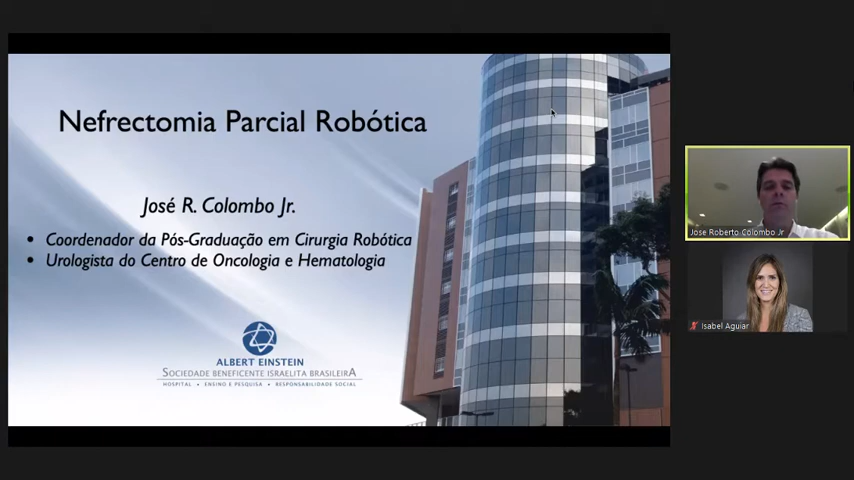 Nefrectomia Parcial Robótica
José R. Colombo Jr.
• Coordenador da Pós-Graduação em Cirurgia Robótica
• Urologista do Centro de Oncologia e Hematologia
ALBERT EINSTEIN
SOCIEDADE BENEFICENTE ISRAELITA BRASILEIRA
HOSPITAL • ENSINO E PESQUISA • RESPONSABILIDADE SOCIAL
Jose Roberto Colombo Jr
Isabel Aguiar